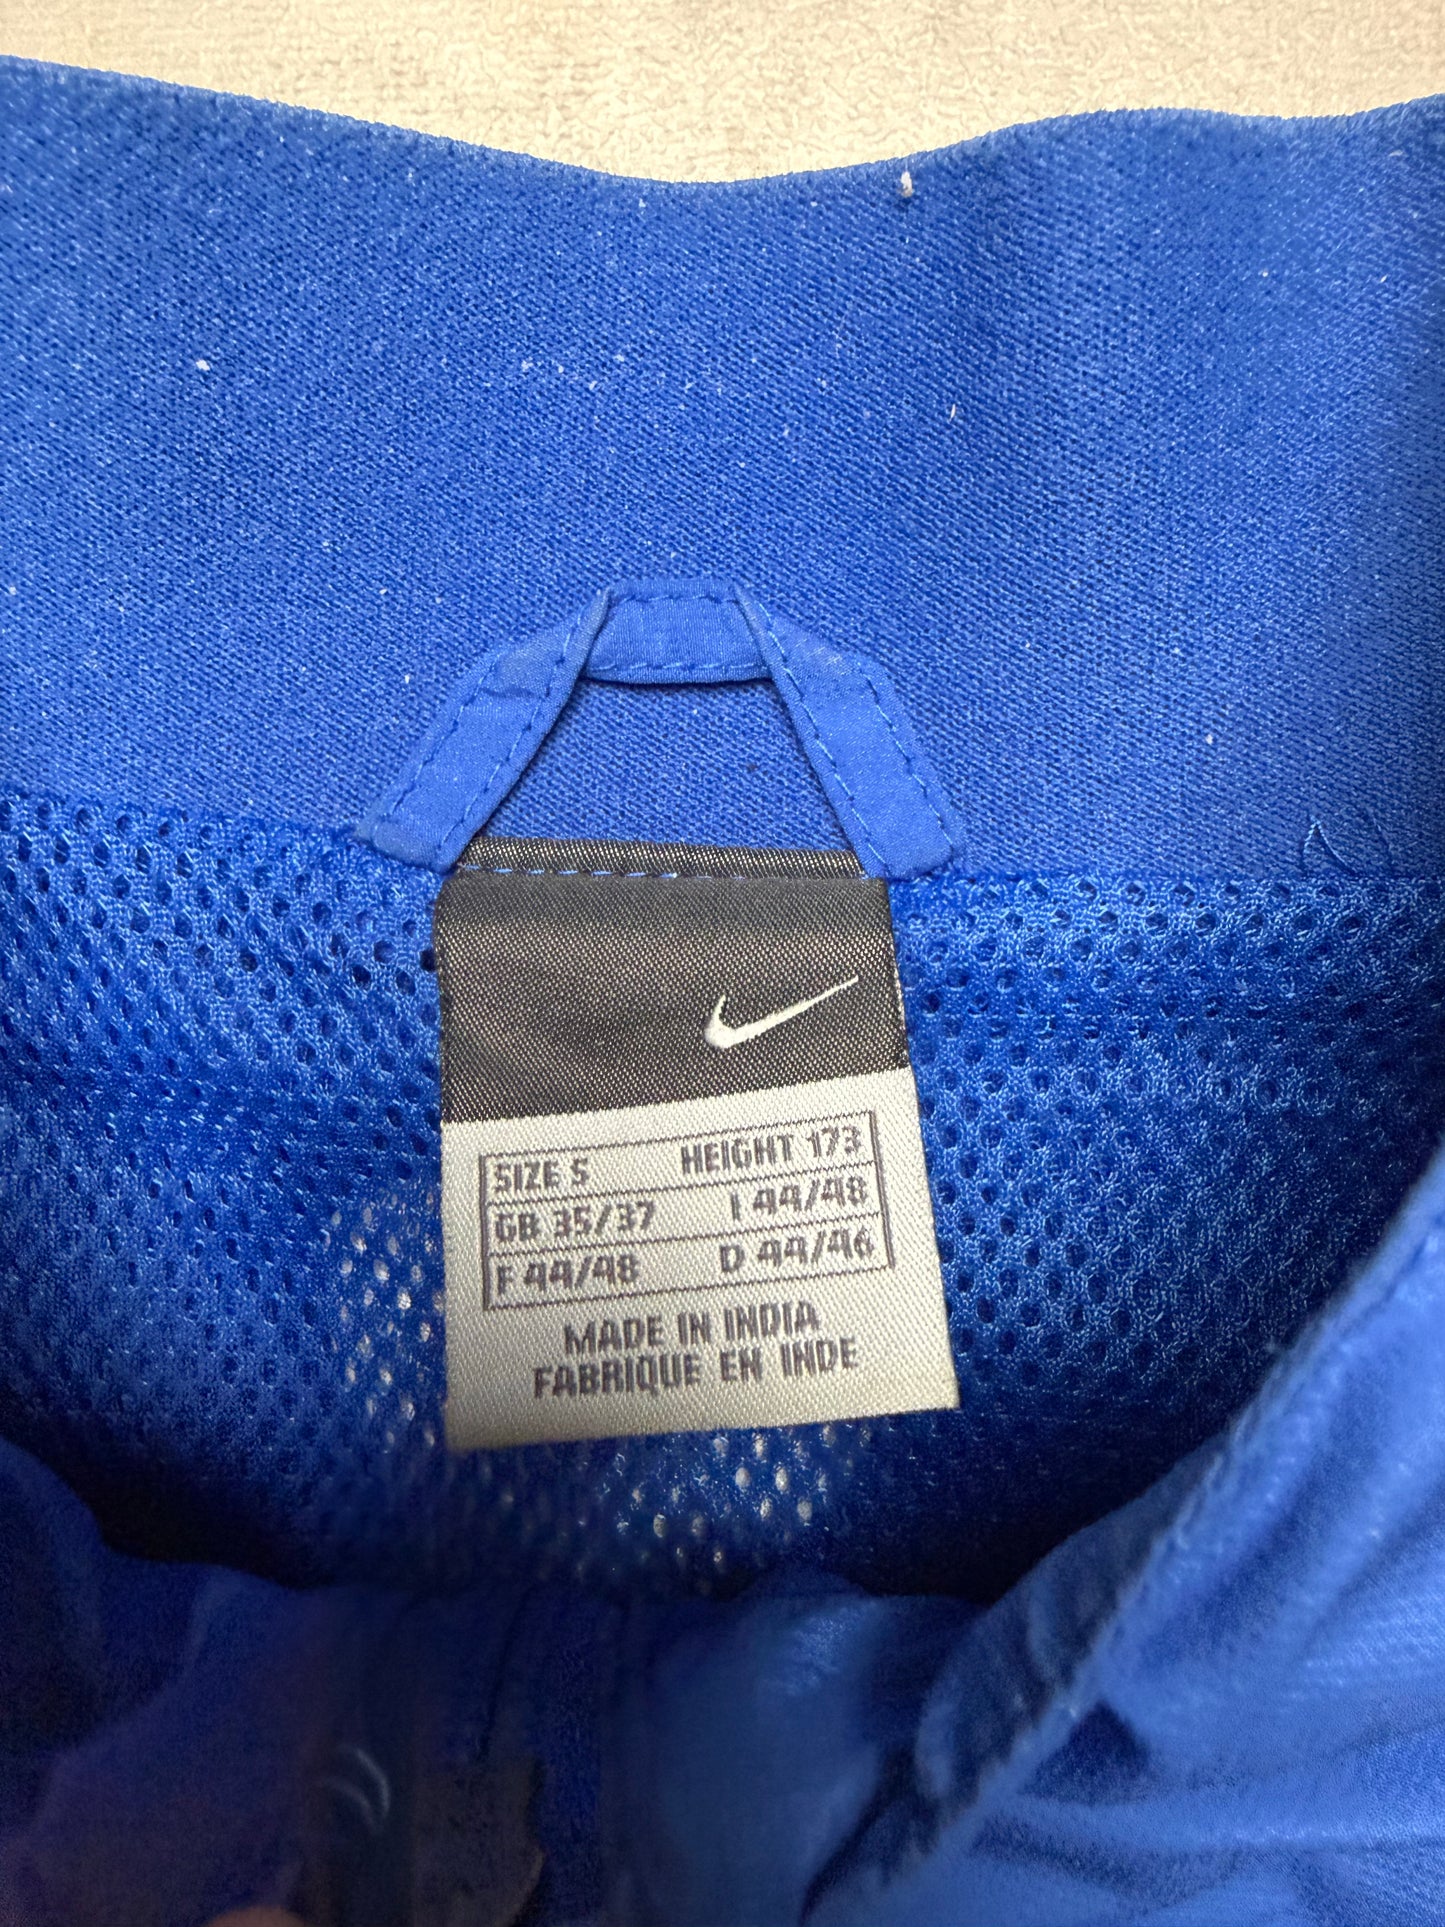 SIZE S HEIGHT 173
GB 35/37 I 44/48
F 44/48 D 44/46
MADE IN INDIA
FABRIQUE EN INDE